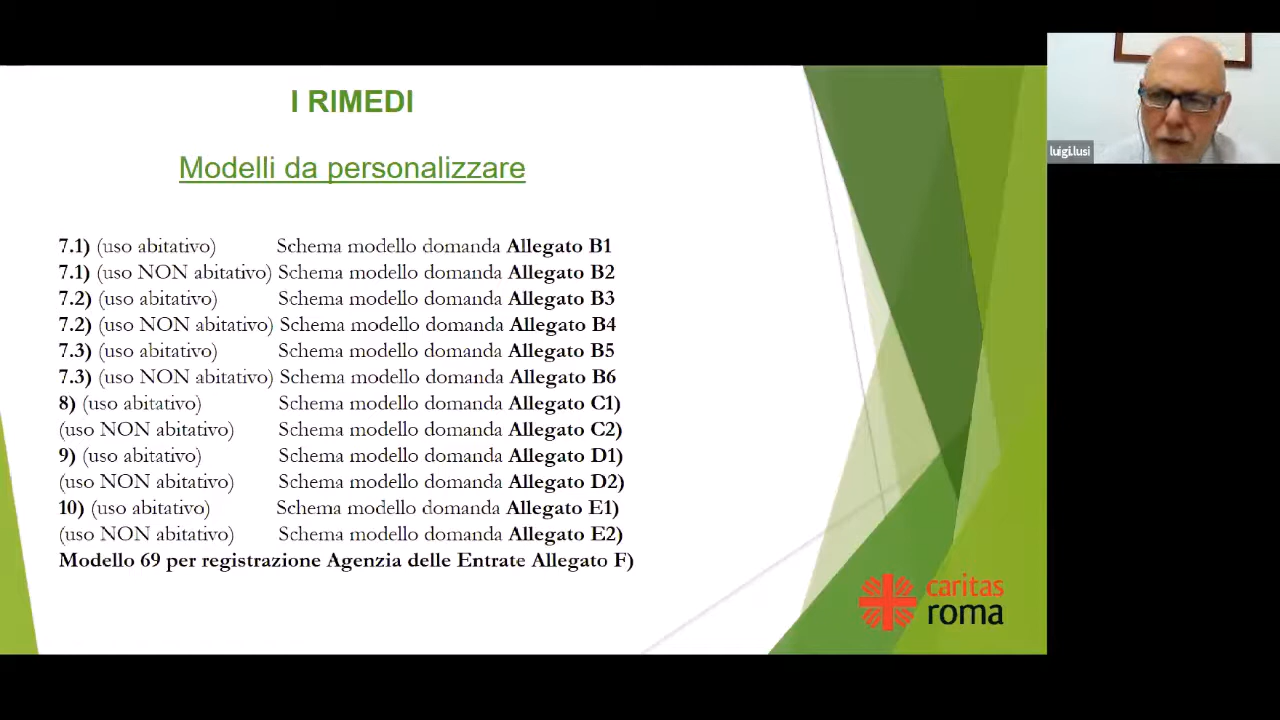 I RIMEDI
Modelli da personalizzare
7.1) (uso abitativo) Schema modello domanda Allegato B1
7.1) (uso NON abitativo) Schema modello domanda Allegato B2
7.2) (uso abitativo) Schema modello domanda Allegato B3
7.2) (uso NON abitativo) Schema modello domanda Allegato B4
7.3) (uso abitativo) Schema modello domanda Allegato B5
7.3) (uso NON abitativo) Schema modello domanda Allegato B6
8) (uso abitativo) Schema modello domanda Allegato C1)
(uso NON abitativo) Schema modello domanda Allegato C2)
9) (uso abitativo) Schema modello domanda Allegato D1)
(uso NON abitativo) Schema modello domanda Allegato D2)
10) (uso abitativo) Schema modello domanda Allegato E1)
(uso NON abitativo) Schema modello domanda Allegato E2)
Modello 69 per registrazione Agenzia delle Entrate Allegato F)
caritas
roma
luigi.lusi